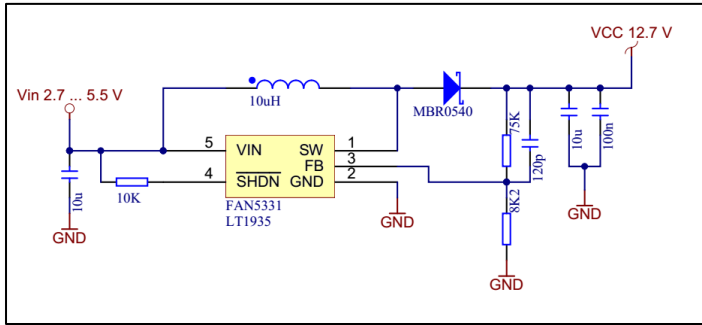 VCC 12.7 V
Vin 2.7 ... 5.5 V
10uH
MBR0540
5 VIN SW 1
FB 3
4 SHDN GND 2
10K
FAN5331
LT1935
10u
GND
GND
75K
120p
8K2
GND
10u
100n
GND